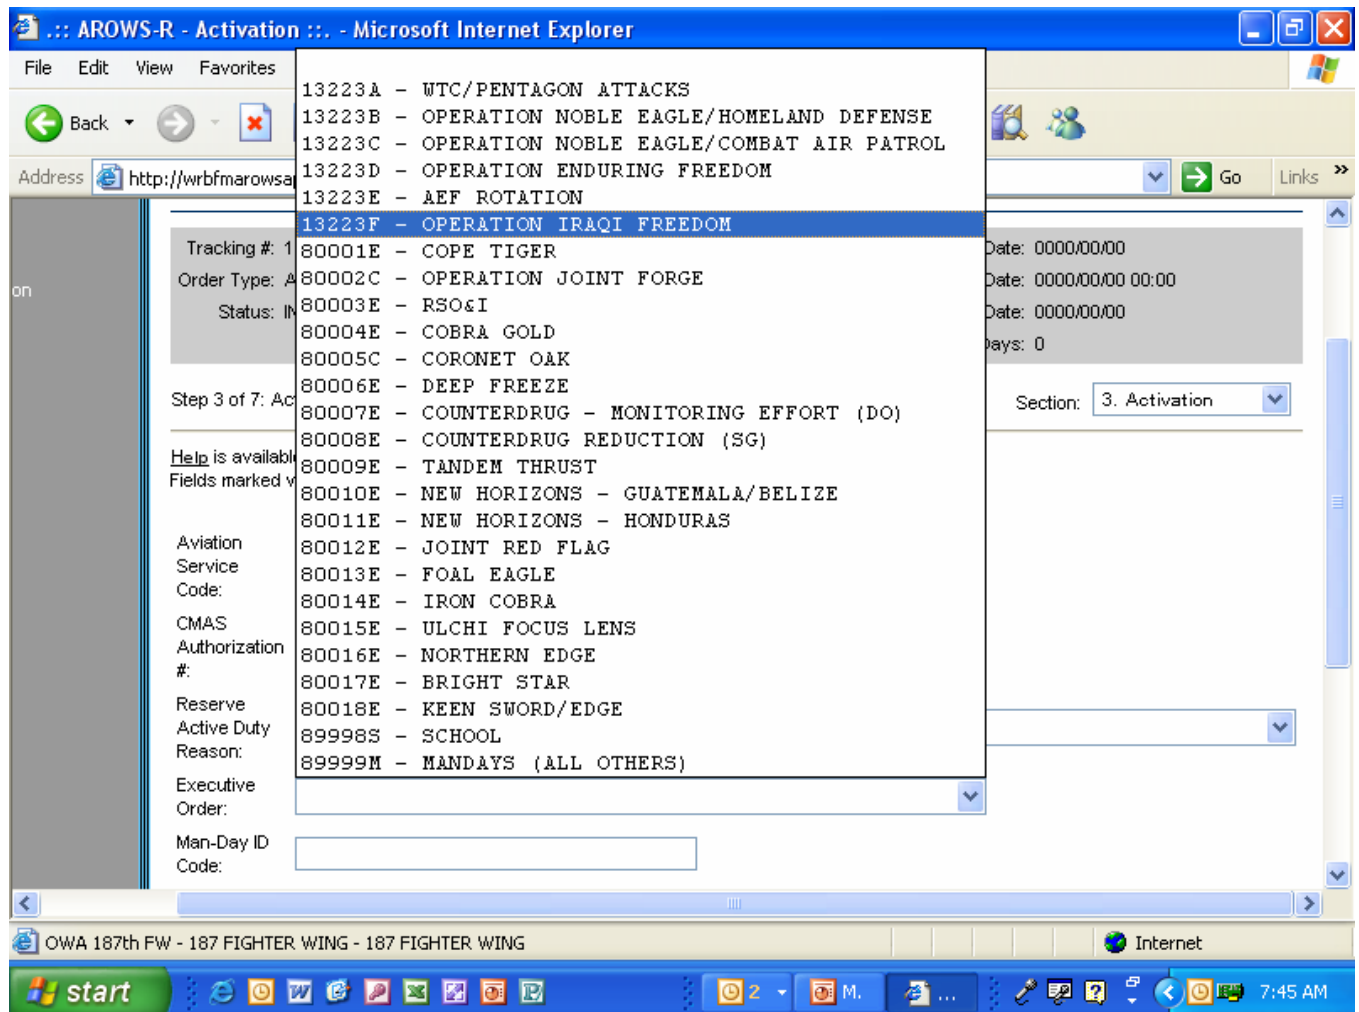 .:: AROWS-R - Activation ::. - Microsoft Internet Explorer
File Edit View Favorites
Back
Address http://wrbfmarowsap Go Links »
13223A - WTC/PENTAGON ATTACKS
13223B - OPERATION NOBLE EAGLE/HOMELAND DEFENSE
13223C - OPERATION NOBLE EAGLE/COMBAT AIR PATROL
13223D - OPERATION ENDURING FREEDOM
13223E - AEF ROTATION
13223F - OPERATION IRAQI FREEDOM
80001E - COPE TIGER
80002C - OPERATION JOINT FORGE
80003E - RSO&I
80004E - COBRA GOLD
80005C - CORONET OAK
80006E - DEEP FREEZE
80007E - COUNTERDRUG - MONITORING EFFORT (DO)
80008E - COUNTERDRUG REDUCTION (SG)
80009E - TANDEM THRUST
80010E - NEW HORIZONS - GUATEMALA/BELIZE
80011E - NEW HORIZONS - HONDURAS
80012E - JOINT RED FLAG
80013E - FOAL EAGLE
80014E - IRON COBRA
80015E - ULCHI FOCUS LENS
80016E - NORTHERN EDGE
80017E - BRIGHT STAR
80018E - KEEN SWORD/EDGE
89998S - SCHOOL
89999M - MANDAYS (ALL OTHERS)
on
Tracking #: 1
Order Type: A
Status: IN
Date: 0000/00/00
Date: 0000/00/00 00:00
Date: 0000/00/00
Days: 0
Step 3 of 7: Ac
Section: 3. Activation
Help is availabl
Fields marked
Aviation
Service
Code:
CMAS
Authorization
#:
Reserve
Active Duty
Reason:
Executive
Order:
Man-Day ID
Code:
OWA 187th FW - 187 FIGHTER WING - 187 FIGHTER WING
Internet
start 2 M. ... 7:45 AM